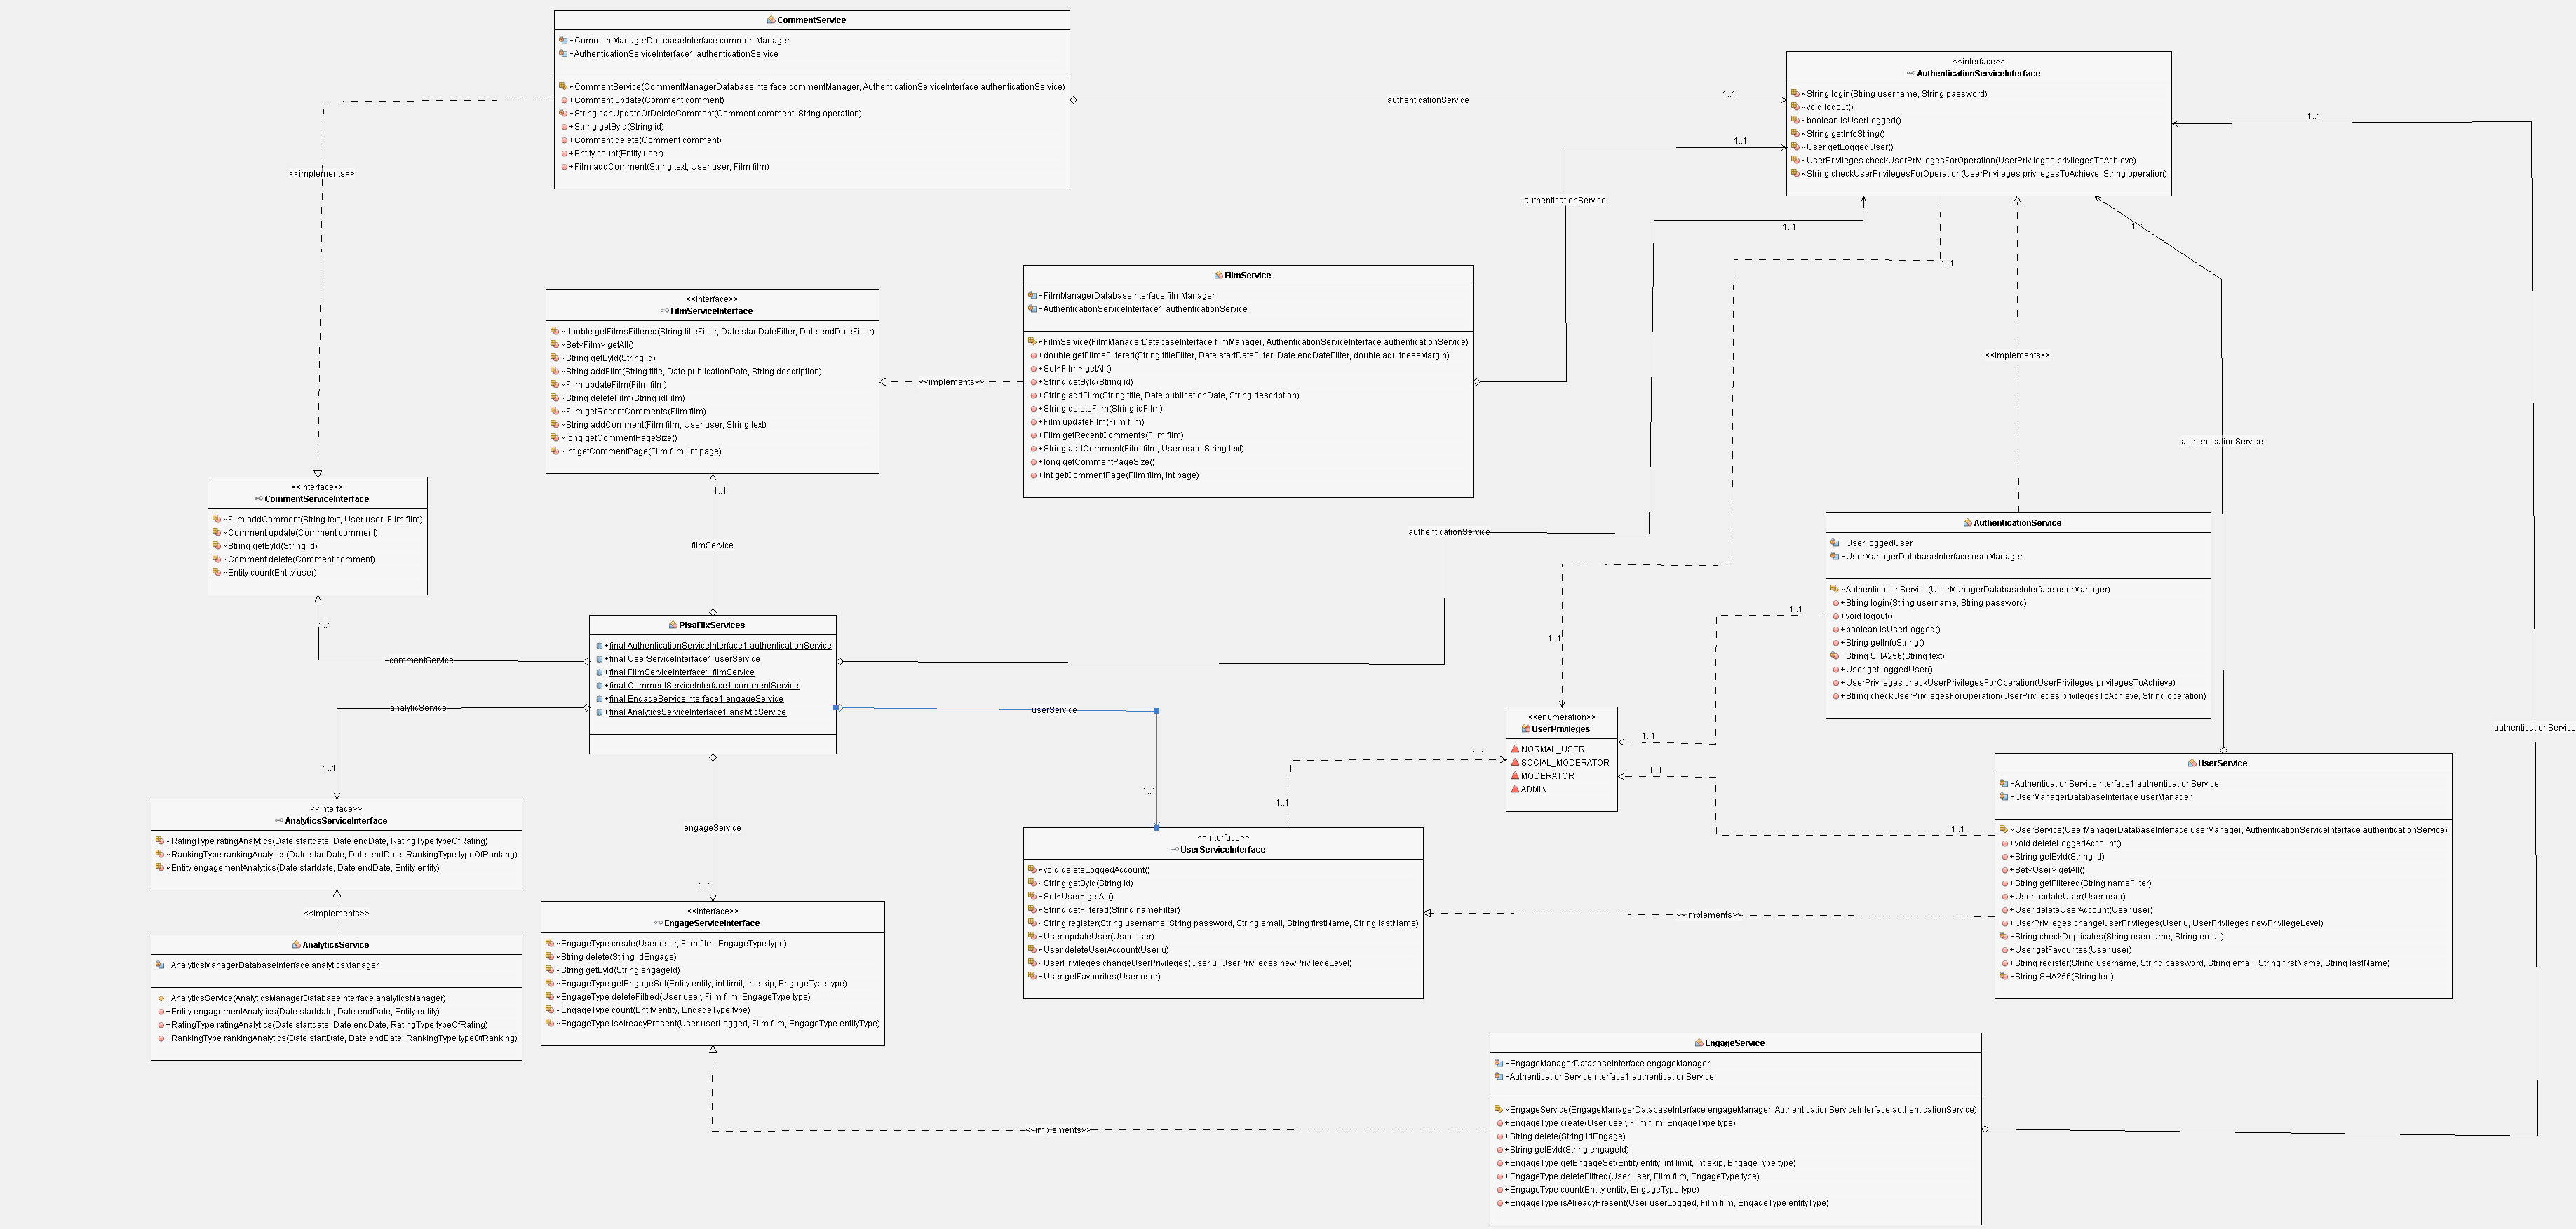 CommentService
-CommentManagerDatabaseInterface commentManager
-AuthenticationServiceInterface1 authenticationService
~CommentService(CommentManagerDatabaseInterface commentManager, AuthenticationServiceInterface authenticationService)
+Comment update(Comment comment)
-String canUpdateOrDeleteComment(Comment comment, String operation)
+String getById(String id)
+Comment delete(Comment comment)
+Entity count(Entity user)
+Film addComment(String text, User user, Film film)
<<interface>>
AuthenticationServiceInterface
~String login(String username, String password)
~void logout()
~boolean isUserLogged()
~String getInfoString()
~User getLoggedUser()
~UserPrivileges checkUserPrivilegesForOperation(UserPrivileges privilegesToAchieve)
~String checkUserPrivilegesForOperation(UserPrivileges privilegesToAchieve, String operation)
authenticationService
1..1
1..1
1..1
<<implements>>
authenticationService
1..1
1..1
1..1
FilmService
-FilmManagerDatabaseInterface filmManager
-AuthenticationServiceInterface1 authenticationService
~FilmService(FilmManagerDatabaseInterface filmManager, AuthenticationServiceInterface authenticationService)
+double getFilmsFiltered(String titleFilter, Date startDateFilter, Date endDateFilter, double adultnessMargin)
+Set<Film> getAll()
+String getById(String id)
+String addFilm(String title, Date publicationDate, String description)
+String deleteFilm(String idFilm)
+Film updateFilm(Film film)
+Film getRecentComments(Film film)
+String addComment(Film film, User user, String text)
+long getCommentPageSize()
+int getCommentPage(Film film, int page)
<<interface>>
FilmServiceInterface
~double getFilmsFiltered(String titleFilter, Date startDateFilter, Date endDateFilter)
~Set<Film> getAll()
~String getById(String id)
~String addFilm(String title, Date publicationDate, String description)
~Film updateFilm(Film film)
~String deleteFilm(String idFilm)
~Film getRecentComments(Film film)
~String addComment(Film film, User user, String text)
~long getCommentPageSize()
~int getCommentPage(Film film, int page)
<<implements>>
<<implements>>
authenticationService
<<interface>>
CommentServiceInterface
~Film addComment(String text, User user, Film film)
~Comment update(Comment comment)
~String getById(String id)
~Comment delete(Comment comment)
~Entity count(Entity user)
1..1
filmService
authenticationService
AuthenticationService
-User loggedUser
-UserManagerDatabaseInterface userManager
~AuthenticationService(UserManagerDatabaseInterface userManager)
+String login(String username, String password)
+void logout()
+boolean isUserLogged()
+String getInfoString()
-String SHA256(String text)
+User getLoggedUser()
+UserPrivileges checkUserPrivilegesForOperation(UserPrivileges privilegesToAchieve)
+String checkUserPrivilegesForOperation(UserPrivileges privilegesToAchieve, String operation)
1..1
1..1
1..1
PisaFlixServices
+final AuthenticationServiceInterface1 authenticationService
+final UserServiceInterface1 userService
+final FilmServiceInterface1 filmService
+final CommentServiceInterface1 commentService
+final EngageServiceInterface1 engageService
+final AnalyticsServiceInterface1 analyticService
commentService
analyticService
userService
<<enumeration>>
UserPrivileges
NORMAL_USER
SOCIAL_MODERATOR
MODERATOR
ADMIN
1..1
1..1
1..1
1..1
1..1
1..1
1..1
authenticationService
UserService
-AuthenticationServiceInterface1 authenticationService
-UserManagerDatabaseInterface userManager
~UserService(UserManagerDatabaseInterface userManager, AuthenticationServiceInterface authenticationService)
+void deleteLoggedAccount()
+String getById(String id)
+Set<User> getAll()
+String getFiltered(String nameFilter)
+User updateUser(User user)
+User deleteUserAccount(User user)
+UserPrivileges changeUserPrivileges(User u, UserPrivileges newPrivilegeLevel)
-String checkDuplicates(String username, String email)
+User getFavourites(User user)
+String register(String username, String password, String email, String firstName, String lastName)
-String SHA256(String text)
<<interface>>
AnalyticsServiceInterface
~RatingType ratingAnalytics(Date startdate, Date endDate, RatingType typeOfRating)
~RankingType rankingAnalytics(Date startDate, Date endDate, RankingType typeOfRanking)
~Entity engagementAnalytics(Date startdate, Date endDate, Entity entity)
engageService
1..1
<<interface>>
UserServiceInterface
~void deleteLoggedAccount()
~String getById(String id)
~Set<User> getAll()
~String getFiltered(String nameFilter)
~String register(String username, String password, String email, String firstName, String lastName)
~User updateUser(User user)
~User deleteUserAccount(User u)
~UserPrivileges changeUserPrivileges(User u, UserPrivileges newPrivilegeLevel)
~User getFavourites(User user)
<<implements>>
<<implements>>
AnalyticsService
-AnalyticsManagerDatabaseInterface analyticsManager
+AnalyticsService(AnalyticsManagerDatabaseInterface analyticsManager)
+Entity engagementAnalytics(Date startdate, Date endDate, Entity entity)
+RatingType ratingAnalytics(Date startdate, Date endDate, RatingType typeOfRating)
+RankingType rankingAnalytics(Date startDate, Date endDate, RankingType typeOfRanking)
<<interface>>
EngageServiceInterface
~EngageType create(User user, Film film, EngageType type)
~String delete(String idEngage)
~String getById(String engageId)
~EngageType getEngageSet(Entity entity, int limit, int skip, EngageType type)
~EngageType deleteFiltred(User user, Film film, EngageType type)
~EngageType count(Entity entity, EngageType type)
~EngageType isAlreadyPresent(User userLogged, Film film, EngageType entityType)
<<implements>>
EngageService
-EngageManagerDatabaseInterface engageManager
-AuthenticationServiceInterface1 authenticationService
~EngageService(EngageManagerDatabaseInterface engageManager, AuthenticationServiceInterface authenticationService)
+EngageType create(User user, Film film, EngageType type)
+String delete(String idEngage)
+String getById(String engageId)
+EngageType getEngageSet(Entity entity, int limit, int skip, EngageType type)
+EngageType deleteFiltred(User user, Film film, EngageType type)
+EngageType count(Entity entity, EngageType type)
+EngageType isAlreadyPresent(User userLogged, Film film, EngageType entityType)